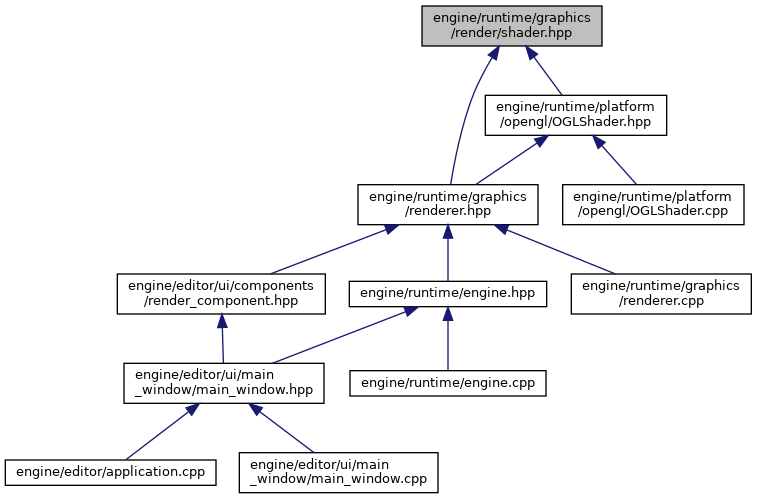 engine/runtime/graphics
/render/shader.hpp
engine/runtime/platform
/opengl/OGLShader.hpp
engine/runtime/graphics
/renderer.hpp
engine/runtime/platform
/opengl/OGLShader.cpp
engine/editor/ui/components
/render_component.hpp
engine/runtime/engine.hpp
engine/runtime/graphics
/renderer.cpp
engine/editor/ui/main
_window/main_window.hpp
engine/runtime/engine.cpp
engine/editor/application.cpp
engine/editor/ui/main
_window/main_window.cpp